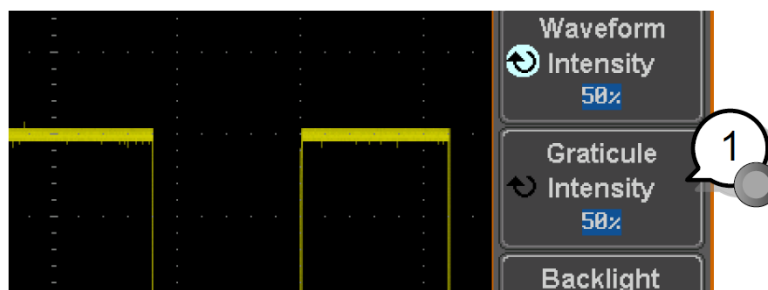 Waveform
Intensity
50%
Graticule
Intensity
50%
1
Backlight